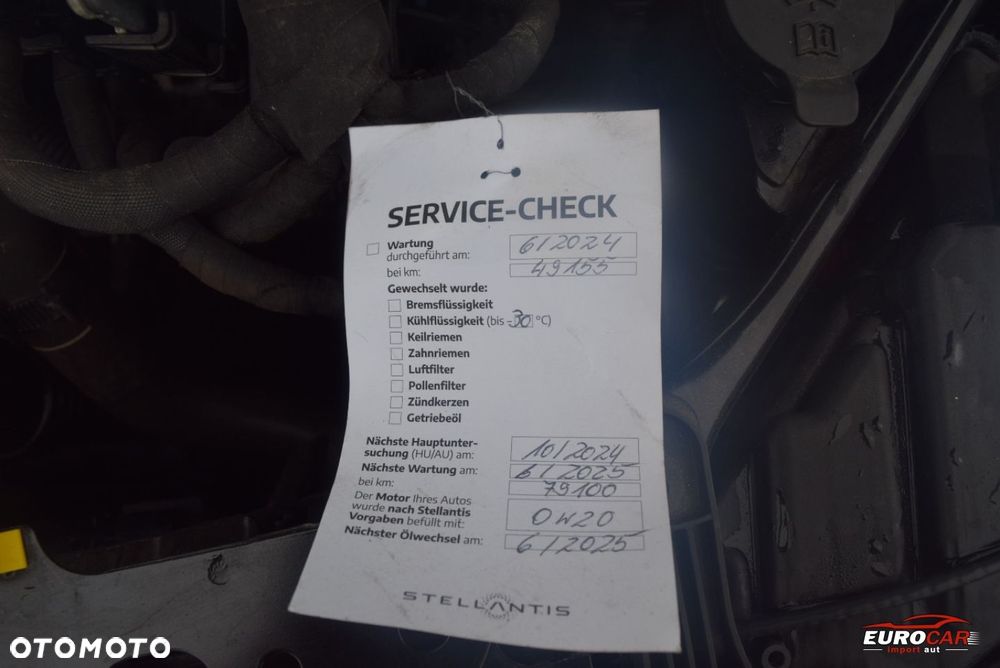 SERVICE-CHECK
Wartung
durchgeführt am: 6/2024
bei km: 49155
Gewechselt wurde:
Bremsflüssigkeit
Kühlflüssigkeit (bis -30 °C)
Keilriemen
Zahnriemen
Luftfilter
Pollenfilter
Zündkerzen
Getriebeöl
Nächste Hauptunter-
suchung (HU/AU) am: 10/2024
Nächste Wartung am: 6/2025
bei km: 79100
Der Motor Ihres Autos
wurde nach Stellantis
Vorgaben befüllt mit: 0W20
Nächster Ölwechsel am: 6/2025
STELLANTIS
OTOMOTO
EUROCAR
import aut